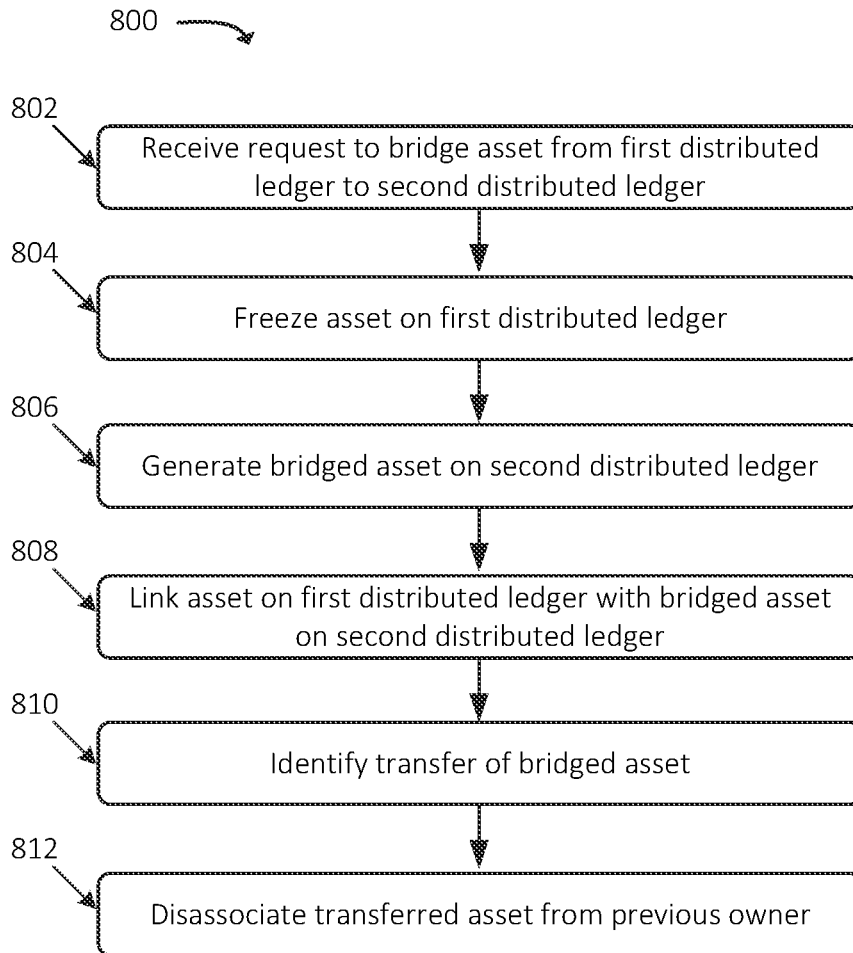 800
802
Receive request to bridge asset from first distributed
ledger to second distributed ledger
804
Freeze asset on first distributed ledger
806
Generate bridged asset on second distributed ledger
808
Link asset on first distributed ledger with bridged asset
on second distributed ledger
810
Identify transfer of bridged asset
812
Disassociate transferred asset from previous owner